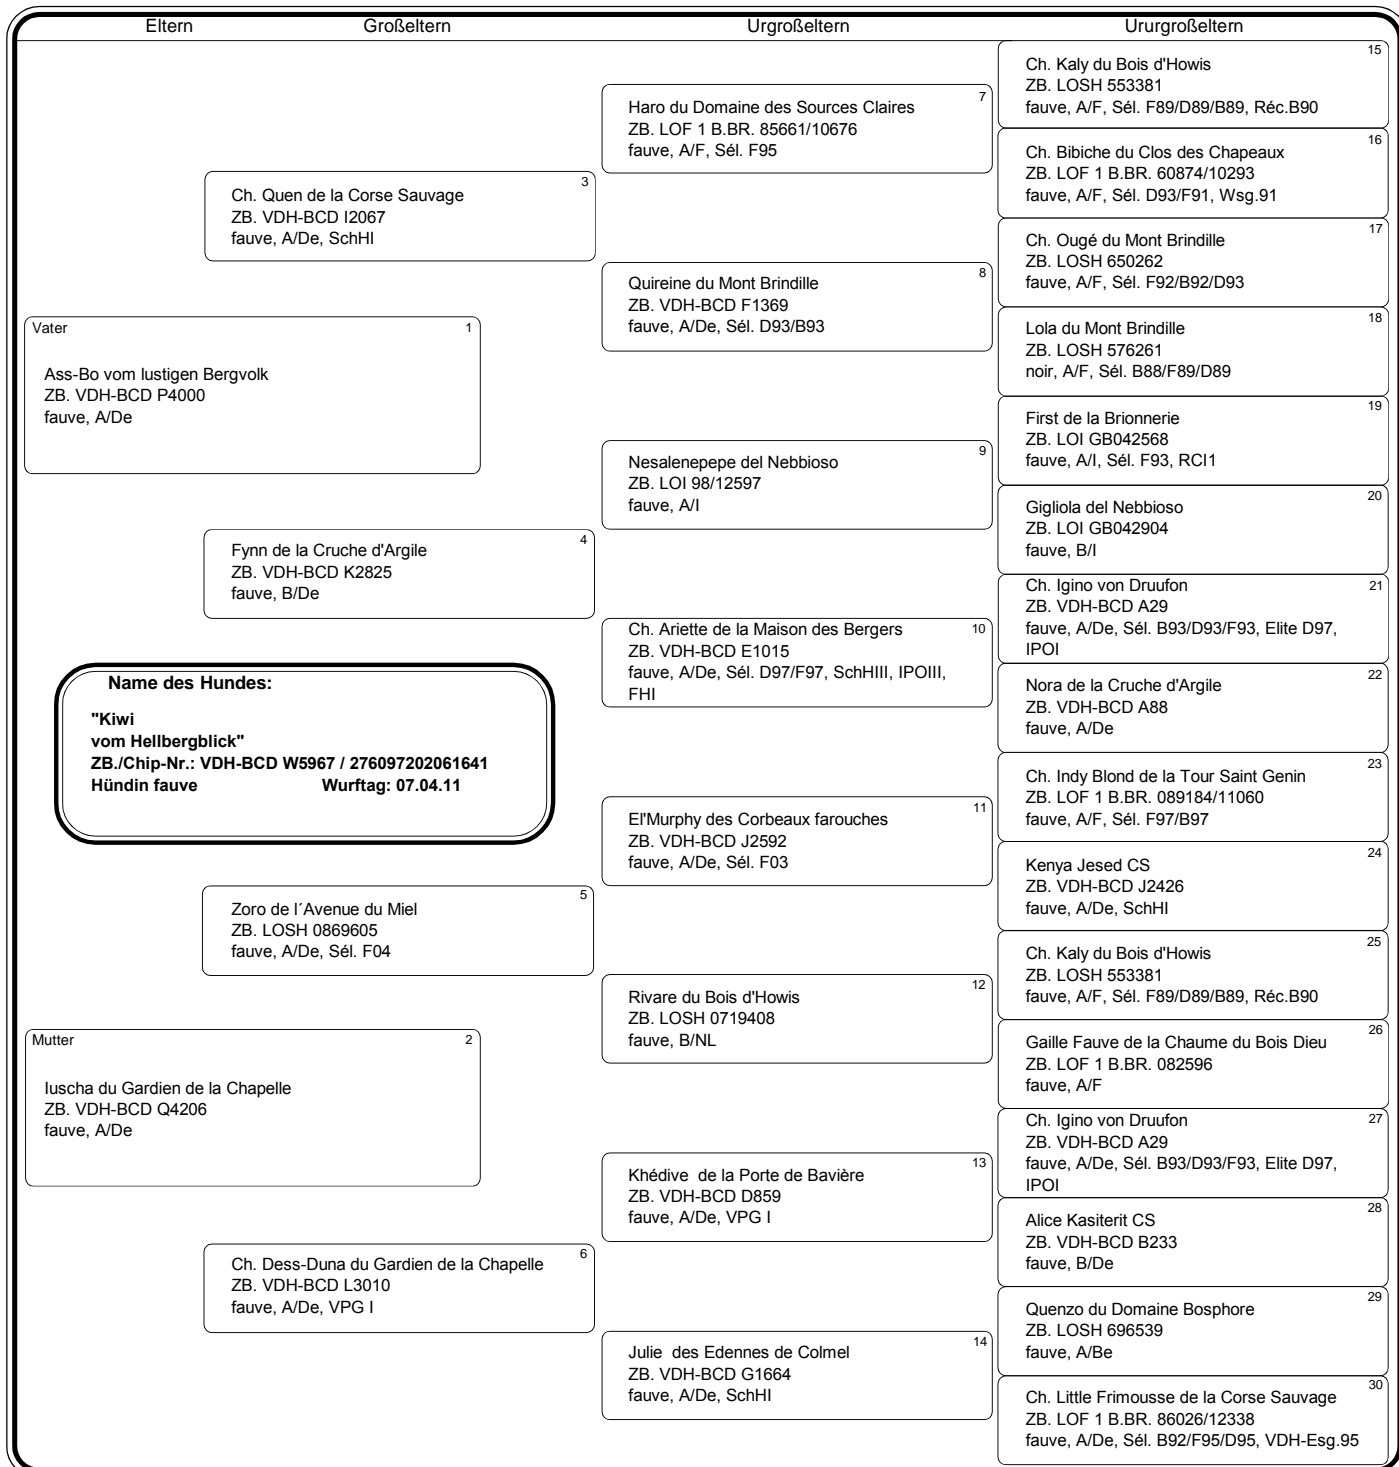 Eltern Großeltern Urgroßeltern Ururgroßeltern
Vater 1
Ass-Bo vom lustigen Bergvolk
ZB. VDH-BCD P4000
fauve, A/De
Name des Hundes:
"Kiwi
vom Hellbergblick"
ZB./Chip-Nr.: VDH-BCD W5967 / 276097202061641
Hündin fauve Wurftag: 07.04.11
Mutter 2
Iuscha du Gardien de la Chapelle
ZB. VDH-BCD Q4206
fauve, A/De
3
Ch. Quen de la Corse Sauvage
ZB. VDH-BCD I2067
fauve, A/De, SchHI
4
Fynn de la Cruche d'Argile
ZB. VDH-BCD K2825
fauve, B/De
5
Zoro de l´Avenue du Miel
ZB. LOSH 0869605
fauve, A/De, Sél. F04
6
Ch. Dess-Duna du Gardien de la Chapelle
ZB. VDH-BCD L3010
fauve, A/De, VPG I
7
Haro du Domaine des Sources Claires
ZB. LOF 1 B.BR. 85661/10676
fauve, A/F, Sél. F95
8
Quireine du Mont Brindille
ZB. VDH-BCD F1369
fauve, A/De, Sél. D93/B93
9
Nesalenepepe del Nebbioso
ZB. LOI 98/12597
fauve, A/I
10
Ch. Ariette de la Maison des Bergers
ZB. VDH-BCD E1015
fauve, A/De, Sél. D97/F97, SchHIII, IPOIII,
FHI
11
El'Murphy des Corbeaux farouches
ZB. VDH-BCD J2592
fauve, A/De, Sél. F03
12
Rivare du Bois d'Howis
ZB. LOSH 0719408
fauve, B/NL
13
Khédive de la Porte de Bavière
ZB. VDH-BCD D859
fauve, A/De, VPG I
14
Julie des Edennes de Colmel
ZB. VDH-BCD G1664
fauve, A/De, SchHI
15
Ch. Kaly du Bois d'Howis
ZB. LOSH 553381
fauve, A/F, Sél. F89/D89/B89, Réc.B90
16
Ch. Bibiche du Clos des Chapeaux
ZB. LOF 1 B.BR. 60874/10293
fauve, A/F, Sél. D93/F91, Wsg.91
17
Ch. Ougé du Mont Brindille
ZB. LOSH 650262
fauve, A/F, Sél. F92/B92/D93
18
Lola du Mont Brindille
ZB. LOSH 576261
noir, A/F, Sél. B88/F89/D89
19
First de la Brionnerie
ZB. LOI GB042568
fauve, A/I, Sél. F93, RCI1
20
Gigliola del Nebbioso
ZB. LOI GB042904
fauve, B/I
21
Ch. Igino von Druufon
ZB. VDH-BCD A29
fauve, A/De, Sél. B93/D93/F93, Elite D97,
IPOI
22
Nora de la Cruche d'Argile
ZB. VDH-BCD A88
fauve, A/De
23
Ch. Indy Blond de la Tour Saint Genin
ZB. LOF 1 B.BR. 089184/11060
fauve, A/F, Sél. F97/B97
24
Kenya Jesed CS
ZB. VDH-BCD J2426
fauve, A/De, SchHI
25
Ch. Kaly du Bois d'Howis
ZB. LOSH 553381
fauve, A/F, Sél. F89/D89/B89, Réc.B90
26
Gaille Fauve de la Chaume du Bois Dieu
ZB. LOF 1 B.BR. 082596
fauve, A/F
27
Ch. Igino von Druufon
ZB. VDH-BCD A29
fauve, A/De, Sél. B93/D93/F93, Elite D97,
IPOI
28
Alice Kasiterit CS
ZB. VDH-BCD B233
fauve, B/De
29
Quenzo du Domaine Bosphore
ZB. LOSH 696539
fauve, A/Be
30
Ch. Little Frimousse de la Corse Sauvage
ZB. LOF 1 B.BR. 86026/12338
fauve, A/De, Sél. B92/F95/D95, VDH-Esg.95